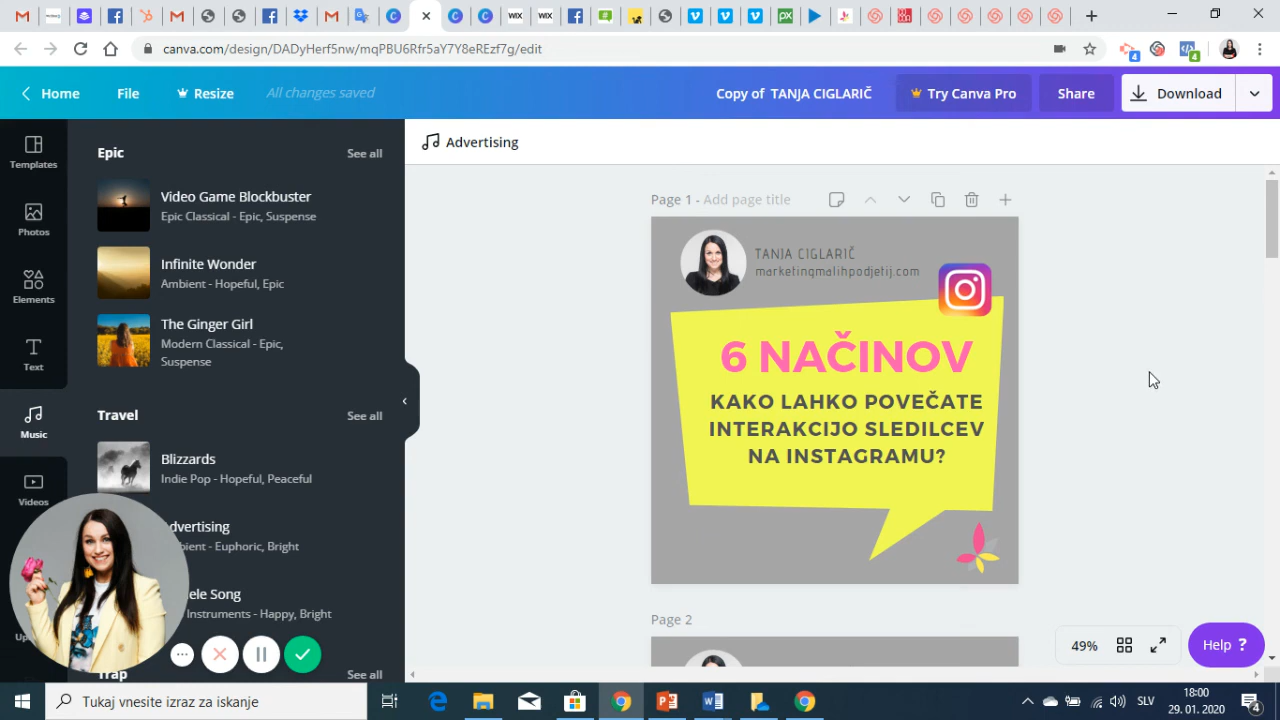 canva.com/design/DADyHerf5nw/mqPBU6Rfr5aY7Y8eREzf7g/edit
4
4
Home
File
Resize
All changes saved
Copy of TANJA CIGLARIČ
Try Canva Pro
Share
Download
Templates
Photos
Elements
Text
Music
Videos
Epic
See all
Video Game Blockbuster
Epic Classical - Epic, Suspense
Infinite Wonder
Ambient - Hopeful, Epic
The Ginger Girl
Modern Classical - Epic,
Suspense
Travel
See all
Blizzards
Indie Pop - Hopeful, Peaceful
dvertising
bient - Euphoric, Bright
ele Song
Instruments - Happy, Bright
Trap
See all
Advertising
Page 1 - Add page title
TANJA CIGLARIČ
marketingmalihpodjetij.com
6 NAČINOV
KAKO LAHKO POVEČATE
INTERAKCIJO SLEDILCEV
NA INSTAGRAMU?
Page 2
49%
Help ?
Tukaj vnesite izraz za iskanje
SLV
18:00
29. 01. 2020
4